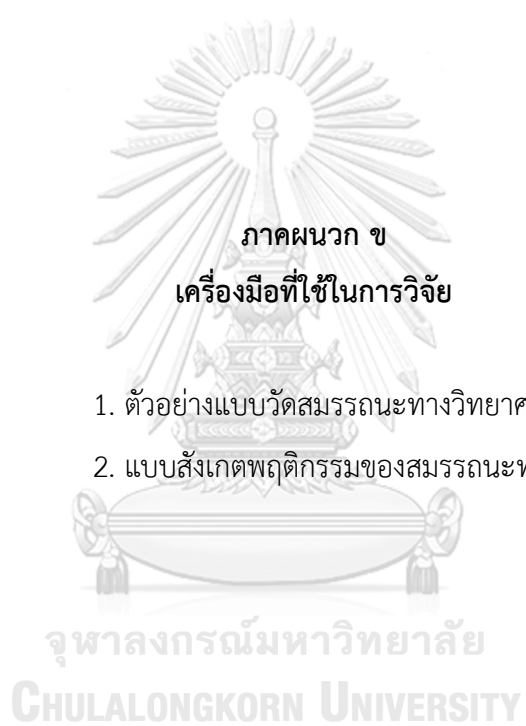 ภาคผนวก ข
เครื่องมือที่ใช้ในการวิจัย
1. ตัวอย่างแบบวัดสมรรถนะทางวิทยาศ
2. แบบสังเกตพฤติกรรมของสมรรถนะท
จุฬาลงกรณ์มหาวิทยาลัย
CHULALONGKORN UNIVERSITY